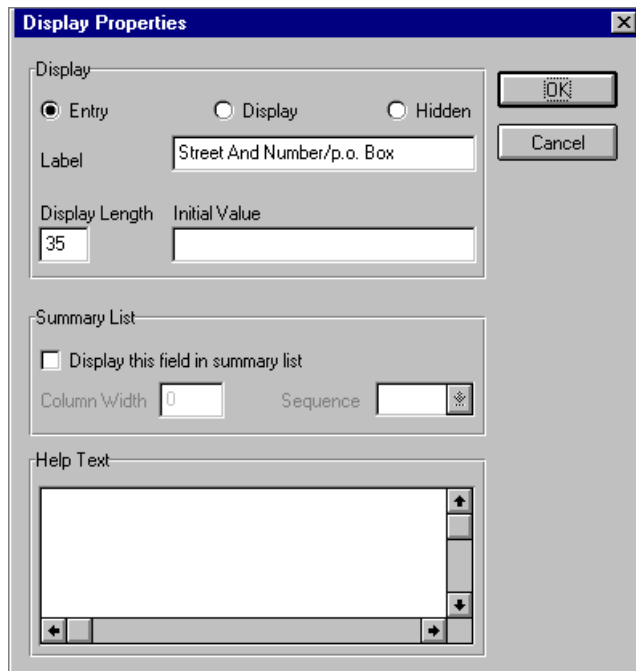 Display Properties
Display
OK
Entry
Display
Hidden
Cancel
Label
Street And Number/p.o. Box
Display Length
Initial Value
35
Summary List
Display this field in summary list
Column Width
0
Sequence
Help Text